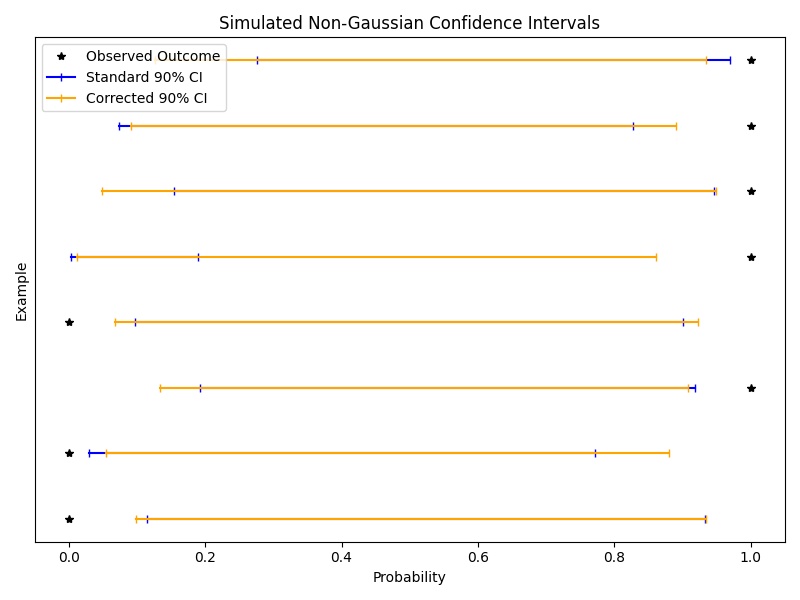 Simulated Non-Gaussian Confidence Intervals
Observed Outcome
Standard 90% CI
Corrected 90% CI
Example
0.0
0.2
0.4
0.6
0.8
1.0
Probability